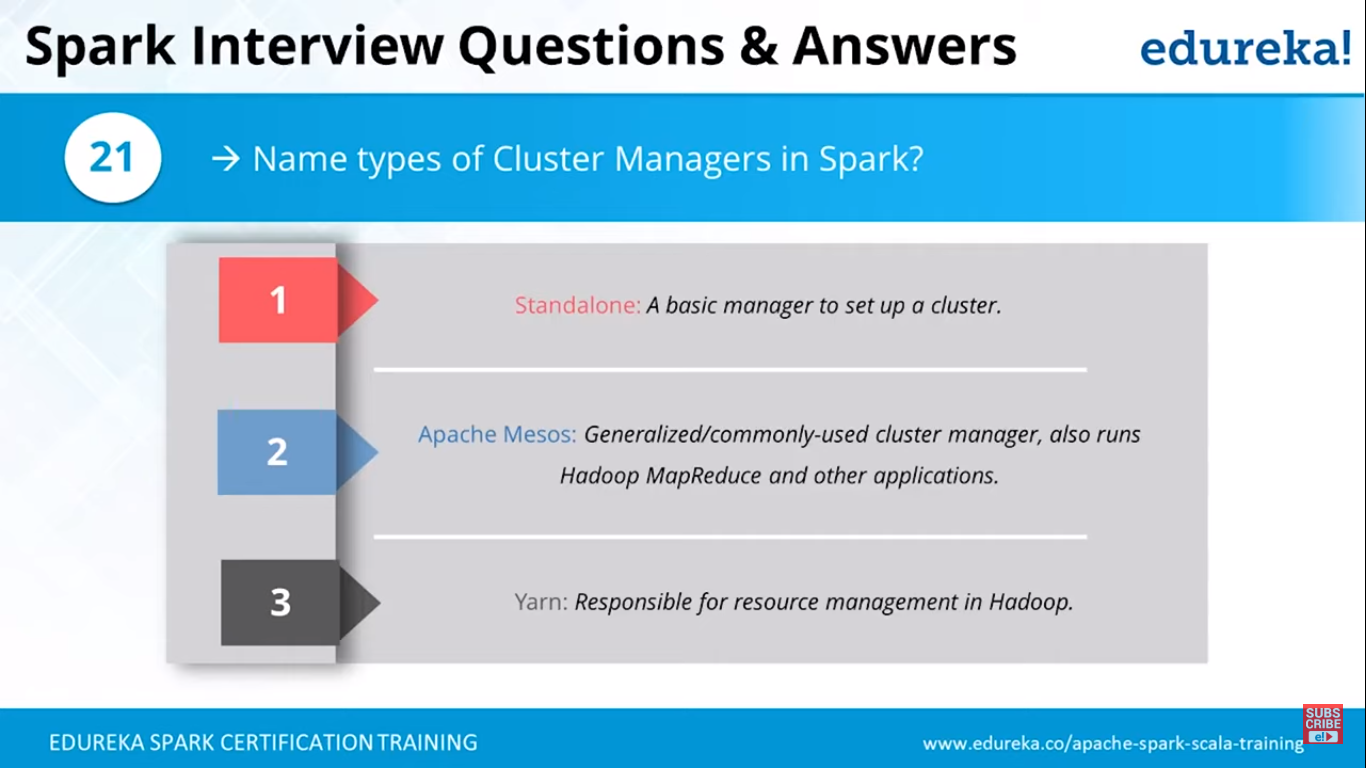 Spark Interview Questions & Answers
edureka!
21
→ Name types of Cluster Managers in Spark?
1
Standalone: A basic manager to set up a cluster.
2
Apache Mesos: Generalized/commonly-used cluster manager, also runs
Hadoop MapReduce and other applications.
3
Yarn: Responsible for resource management in Hadoop.
EDUREKA SPARK CERTIFICATION TRAINING
www.edureka.co/apache-spark-scala-training
SUBS
CRIBE
e!